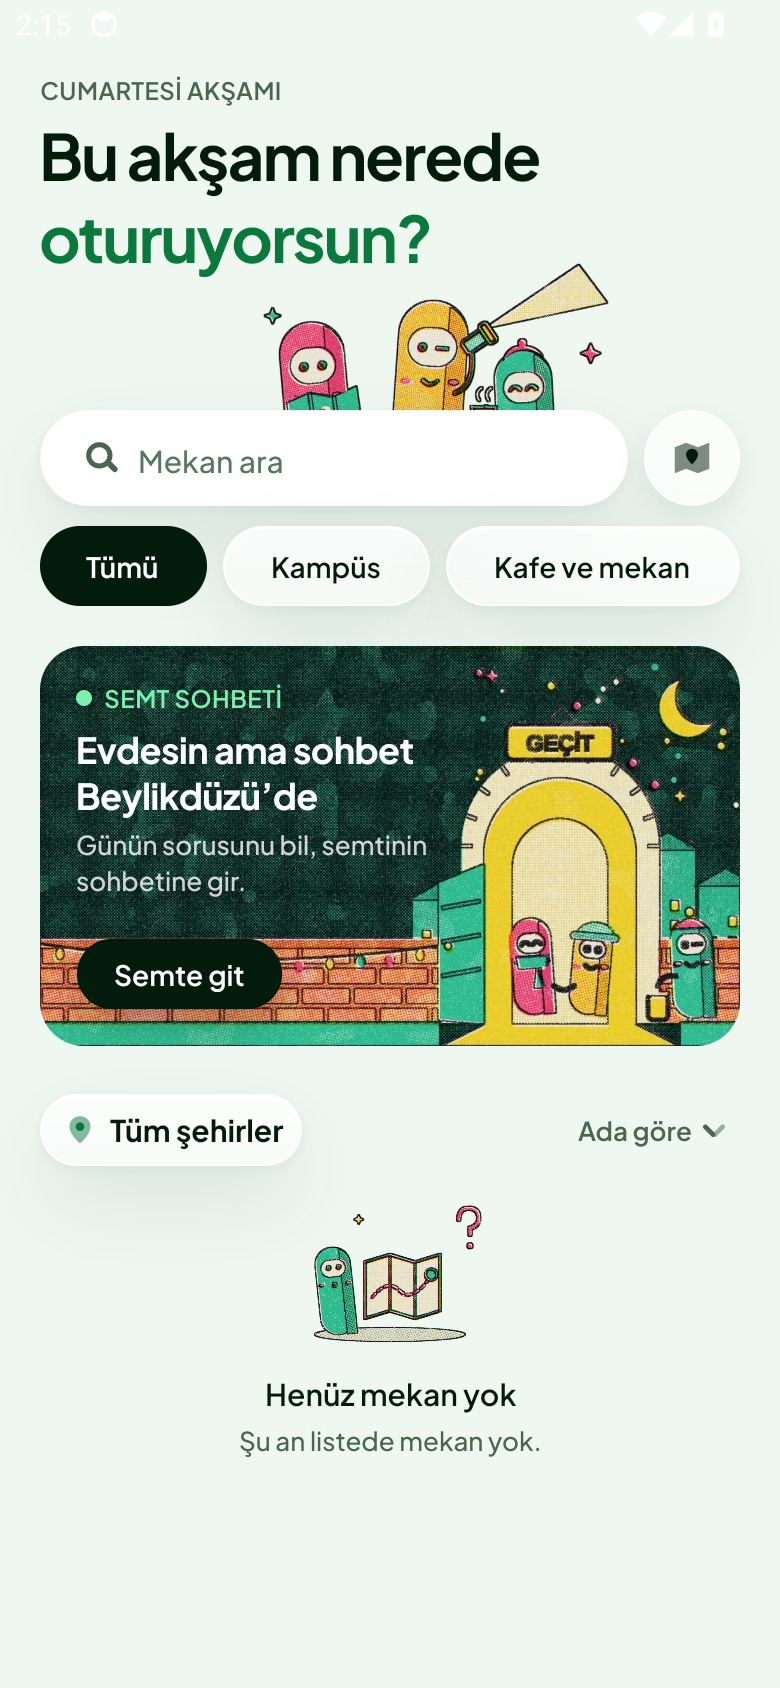 2:15
CUMARTESİ AKŞAMI
Bu akşam nerede
oturuyorsun?
Mekan ara
Tümü
Kampüs
Kafe ve mekan
SEMT SOHBETİ
Evdesin ama sohbet
Beylikdüzü’de
Günün sorusunu bil, semtinin
sohbetine gir.
GEÇİT
Semte git
Tüm şehirler
Ada göre
?
Henüz mekan yok
Şu an listede mekan yok.